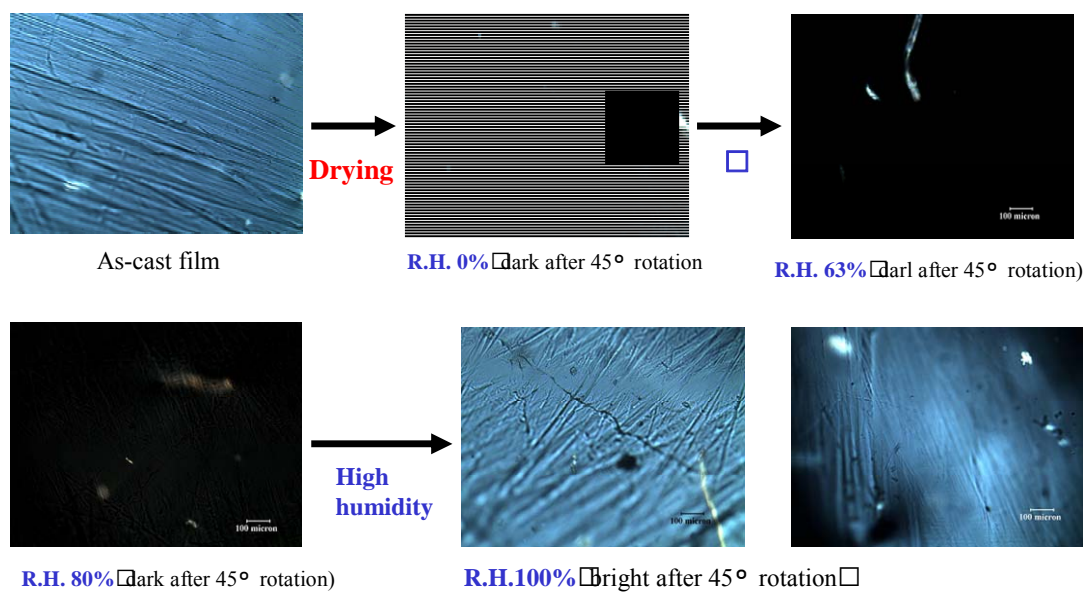 Drying
□
100 micron
As-cast film
R.H. 0% □dark after 45° rotation
R.H. 63% □darl after 45° rotation)
100 micron
High
humidity
100 micron
100 micron
R.H. 80% □dark after 45° rotation)
R.H.100% □bright after 45° rotation□